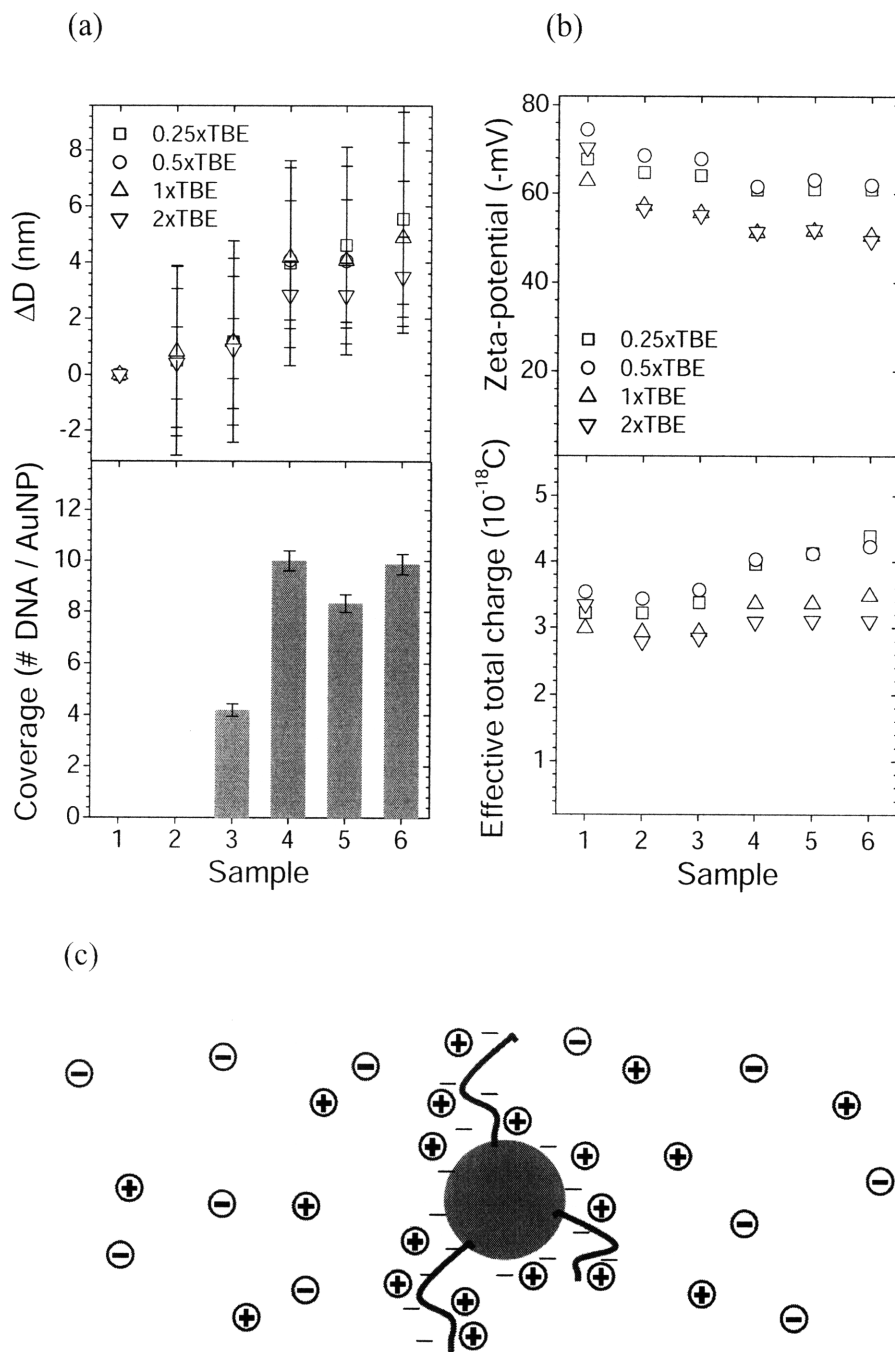 (a)
(b)
8
6
4
2
0
-2
ΔD (nm)
0.25xTBE
0.5xTBE
1xTBE
2xTBE
12
10
8
6
4
2
0
Coverage (# DNA / AuNP)
1 2 3 4 5 6
Sample
80
60
40
20
Zeta-potential (-mV)
0.25xTBE
0.5xTBE
1xTBE
2xTBE
5
4
3
2
1
Effective total charge (10⁻¹⁸C)
1 2 3 4 5 6
Sample
(c)